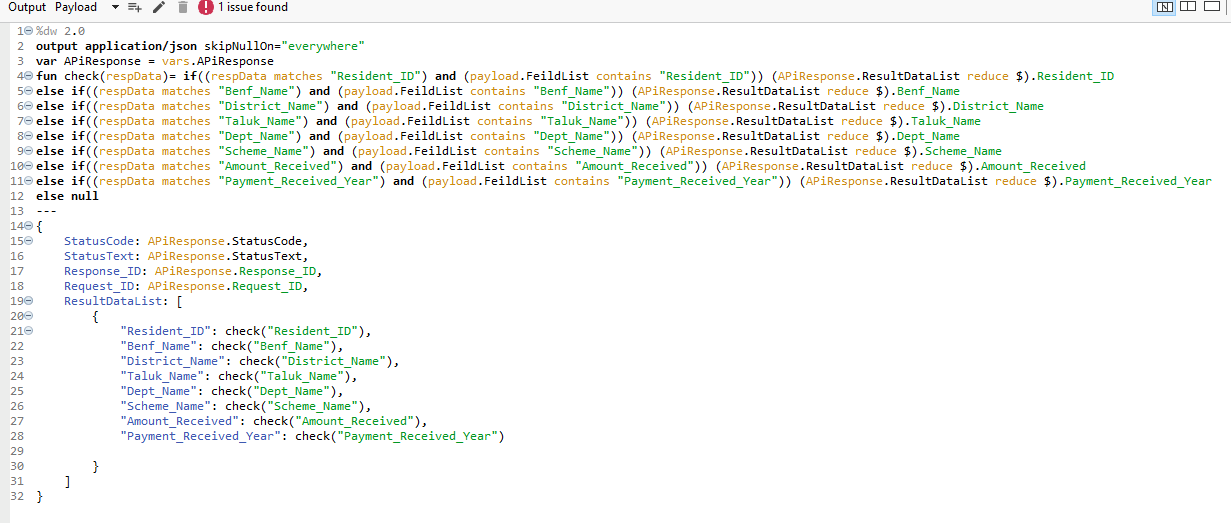 Output Payload 1 issue found
1 %dw 2.0
2 output application/json skipNullOn="everywhere"
3 var APiResponse = vars.APiResponse
4 fun check(respData)= if((respData matches "Resident_ID") and (payload.FeildList contains "Resident_ID")) (APiResponse.ResultDataList reduce $).Resident_ID
5 else if((respData matches "Benf_Name") and (payload.FeildList contains "Benf_Name")) (APiResponse.ResultDataList reduce $).Benf_Name
6 else if((respData matches "District_Name") and (payload.FeildList contains "District_Name")) (APiResponse.ResultDataList reduce $).District_Name
7 else if((respData matches "Taluk_Name") and (payload.FeildList contains "Taluk_Name")) (APiResponse.ResultDataList reduce $).Taluk_Name
8 else if((respData matches "Dept_Name") and (payload.FeildList contains "Dept_Name")) (APiResponse.ResultDataList reduce $).Dept_Name
9 else if((respData matches "Scheme_Name") and (payload.FeildList contains "Scheme_Name")) (APiResponse.ResultDataList reduce $).Scheme_Name
10 else if((respData matches "Amount_Received") and (payload.FeildList contains "Amount_Received")) (APiResponse.ResultDataList reduce $).Amount_Received
11 else if((respData matches "Payment_Received_Year") and (payload.FeildList contains "Payment_Received_Year")) (APiResponse.ResultDataList reduce $).Payment_Received_Year
12 else null
13 ---
14 {
15 StatusCode: APiResponse.StatusCode,
16 StatusText: APiResponse.StatusText,
17 Response_ID: APiResponse.Response_ID,
18 Request_ID: APiResponse.Request_ID,
19 ResultDataList: [
20 {
21 "Resident_ID": check("Resident_ID"),
22 "Benf_Name": check("Benf_Name"),
23 "District_Name": check("District_Name"),
24 "Taluk_Name": check("Taluk_Name"),
25 "Dept_Name": check("Dept_Name"),
26 "Scheme_Name": check("Scheme_Name"),
27 "Amount_Received": check("Amount_Received"),
28 "Payment_Received_Year": check("Payment_Received_Year")
29
30 }
31 ]
32 }